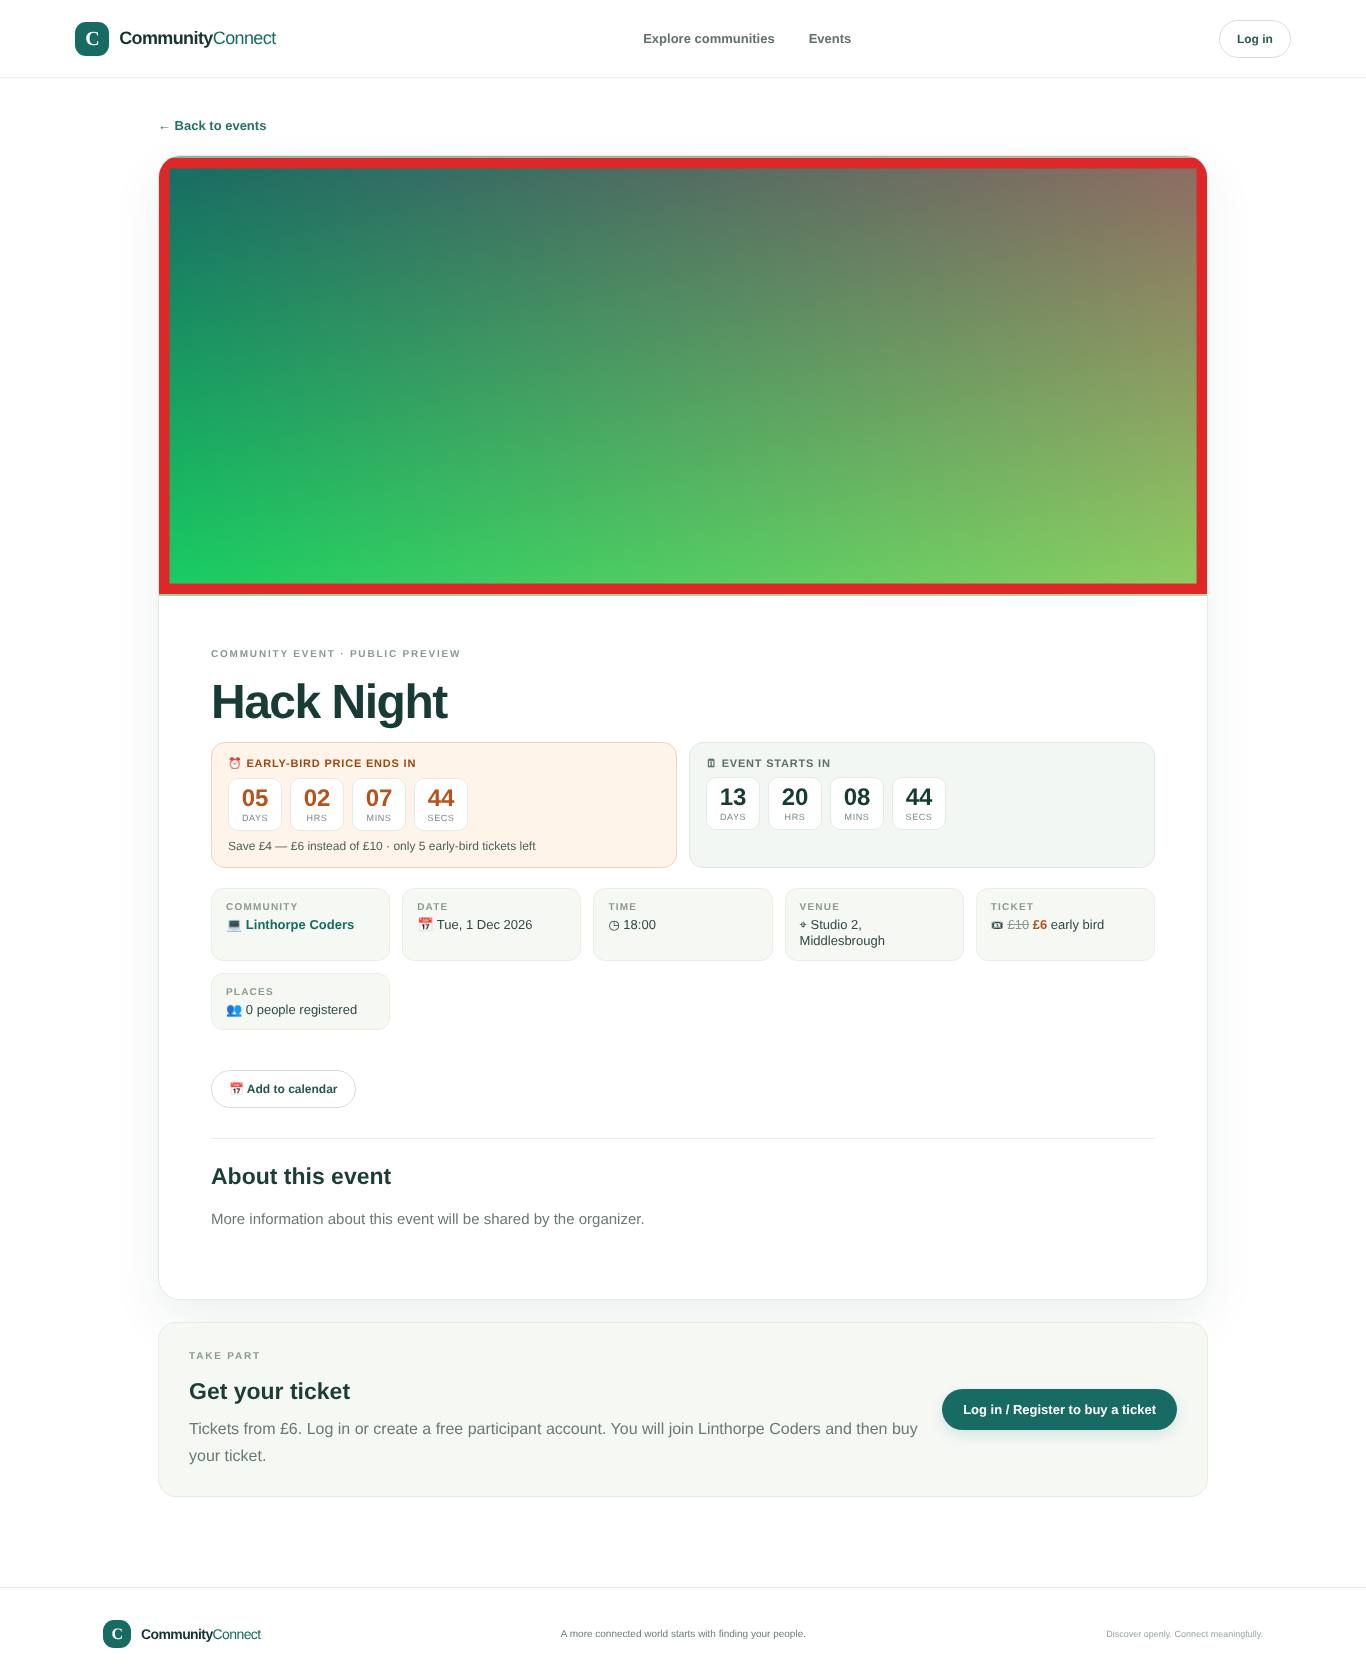 C CommunityConnect
Explore communities
Events
Log in
← Back to events
COMMUNITY EVENT · PUBLIC PREVIEW
Hack Night
⏰ EARLY-BIRD PRICE ENDS IN
05 02 07 44
DAYS HRS MINS SECS
Save £4 — £6 instead of £10 · only 5 early-bird tickets left
🗓 EVENT STARTS IN
13 20 08 44
DAYS HRS MINS SECS
COMMUNITY
💻 Linthorpe Coders
DATE
📅 Tue, 1 Dec 2026
TIME
◷ 18:00
VENUE
⌖ Studio 2,
Middlesbrough
TICKET
🎟 £10 £6 early bird
PLACES
👥 0 people registered
📅 Add to calendar
About this event
More information about this event will be shared by the organizer.
TAKE PART
Get your ticket
Tickets from £6. Log in or create a free participant account. You will join Linthorpe Coders and then buy
your ticket.
Log in / Register to buy a ticket
C CommunityConnect
A more connected world starts with finding your people.
Discover openly. Connect meaningfully.